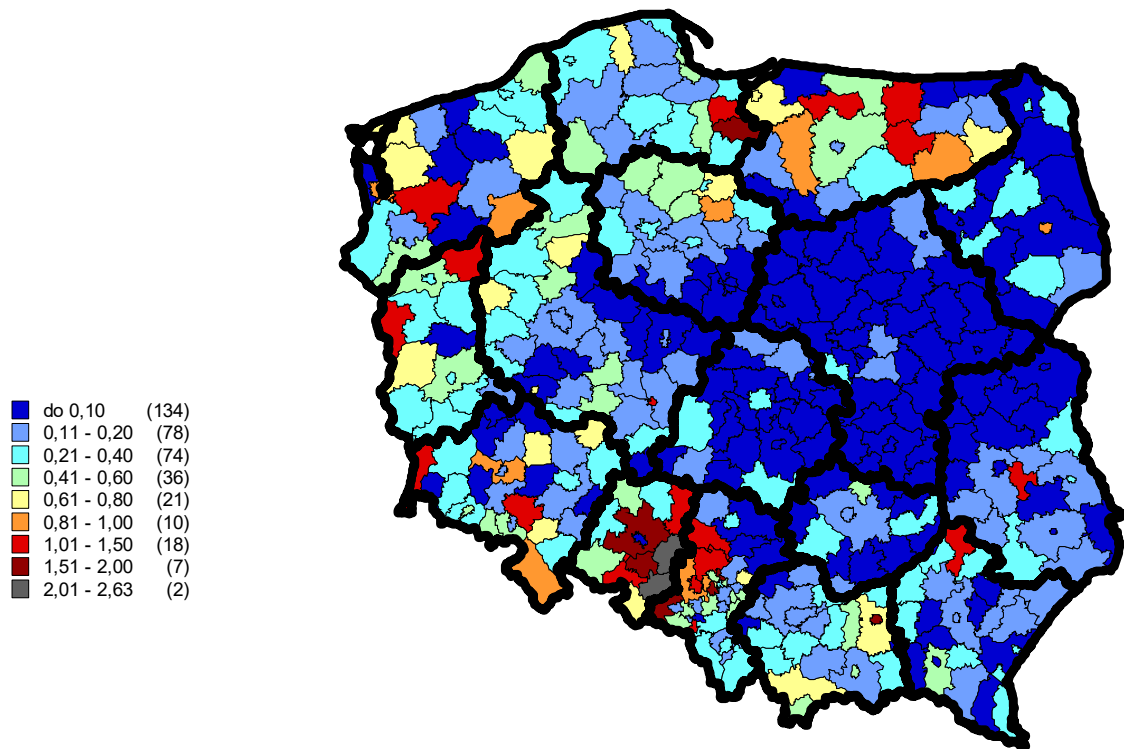 do 0,10 (134)
0,11 - 0,20 (78)
0,21 - 0,40 (74)
0,41 - 0,60 (36)
0,61 - 0,80 (21)
0,81 - 1,00 (10)
1,01 - 1,50 (18)
1,51 - 2,00 (7)
2,01 - 2,63 (2)